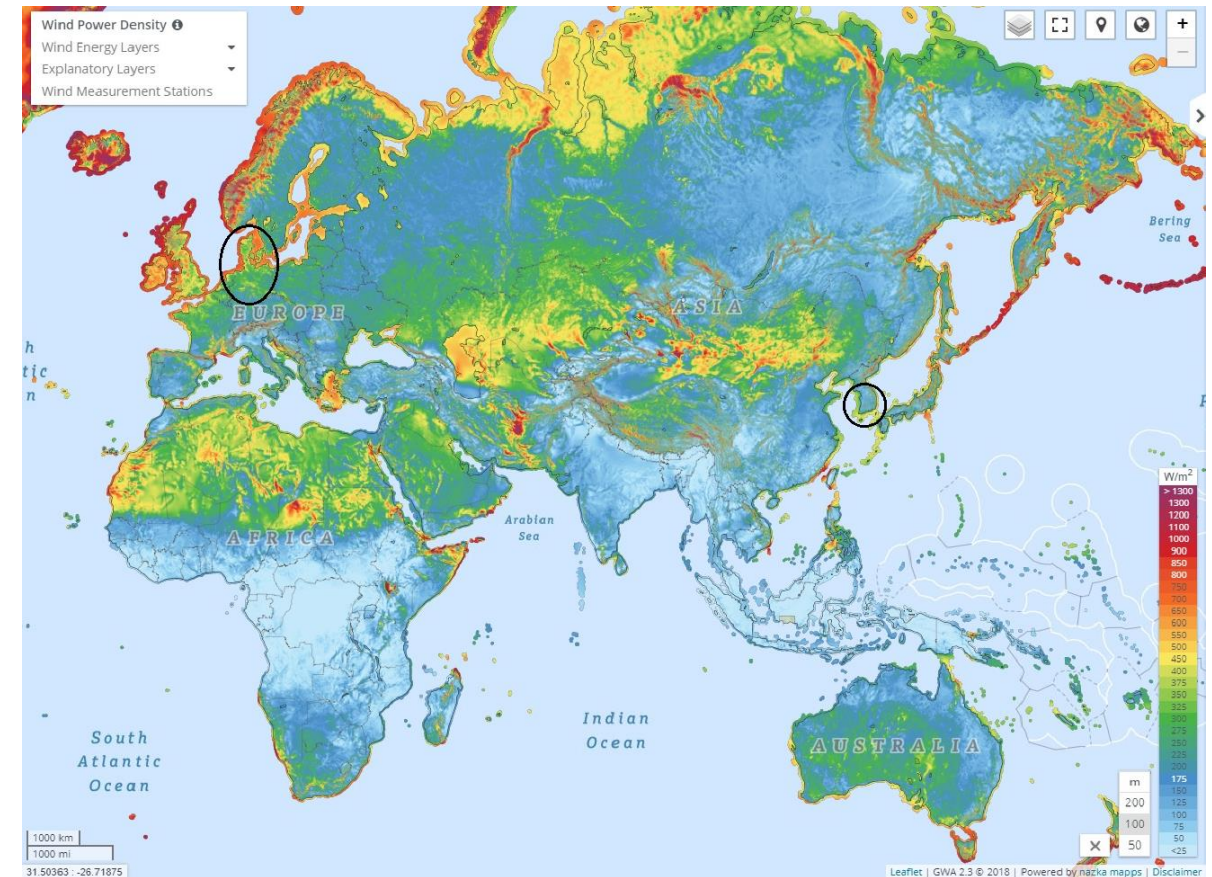 Wind Power Density
Wind Energy Layers
Explanatory Layers
Wind Measurement Stations
+
−
Bering
Sea
EUROPE
ASIA
h
tic
n
Arabian
Sea
AFRICA
W/m2
> 1300
1300
1200
1100
1000
900
850
800
750
700
650
600
550
500
450
400
375
350
325
300
275
250
225
200
175
150
125
100
75
50
<25
Indian
Ocean
South
Atlantic
Ocean
AUSTRALIA
m
200
100
50
1000 km
1000 mi
31.50363 : -26.71875
Leaflet | GWA 2.3 © 2018 | Powered by nazka mapps | Disclaimer